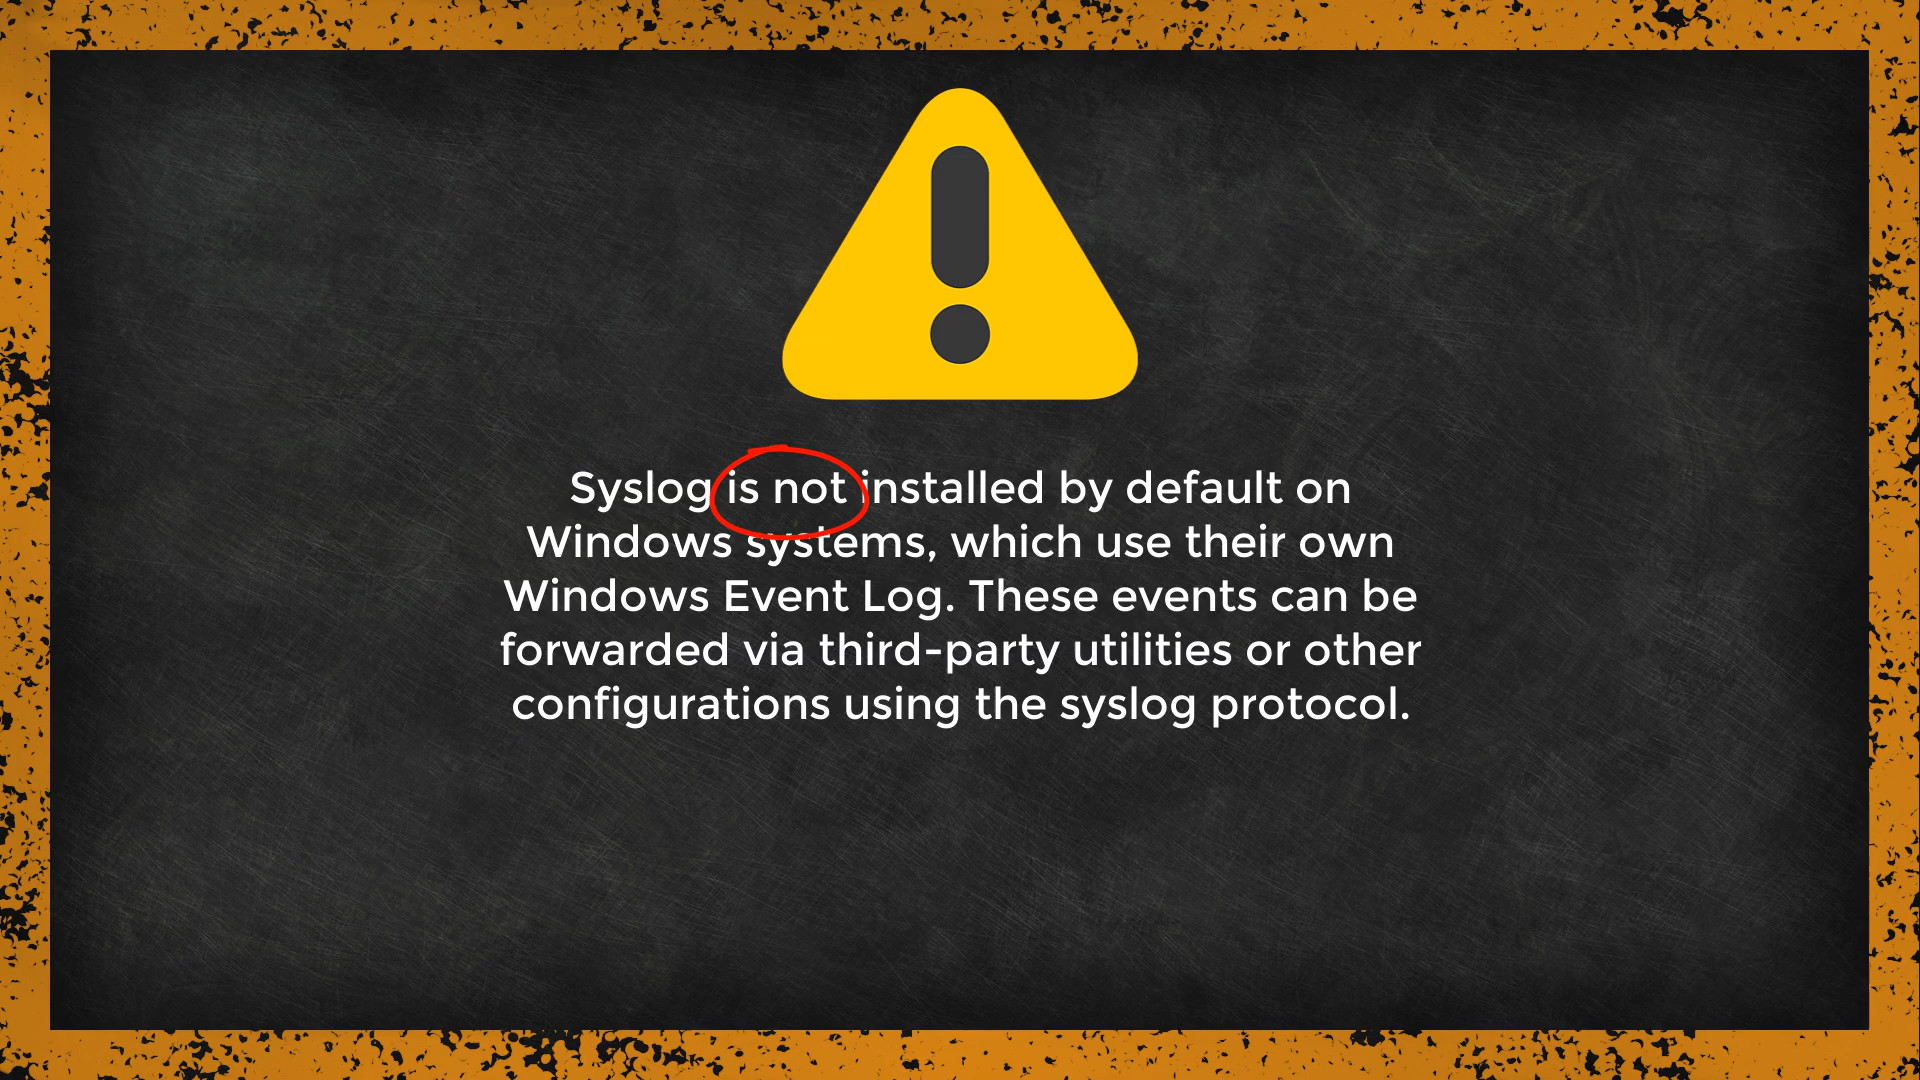 Syslog is not installed by default on
Windows systems, which use their own
Windows Event Log. These events can be
forwarded via third-party utilities or other
configurations using the syslog protocol.